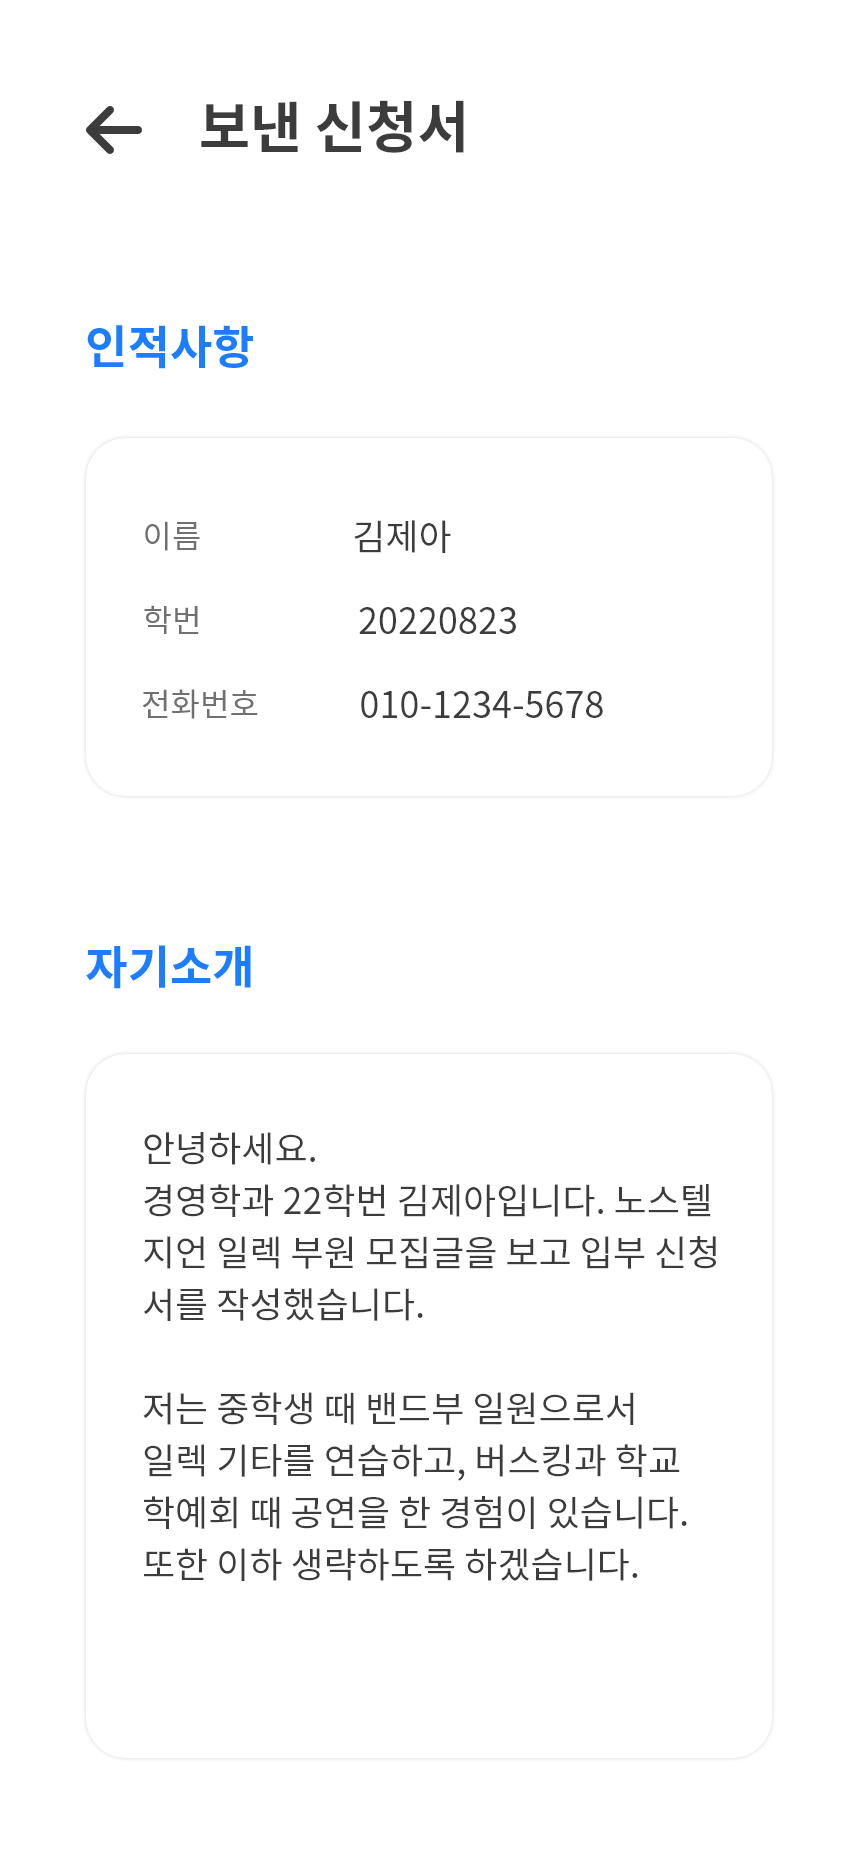 보낸 신청서
인적사항
이름 김제아
학번 20220823
전화번호 010-1234-5678
자기소개
안녕하세요.
경영학과 22학번 김제아입니다. 노스텔
지언 일렉 부원 모집글을 보고 입부 신청
서를 작성했습니다.
저는 중학생 때 밴드부 일원으로서
일렉 기타를 연습하고, 버스킹과 학교
학예회 때 공연을 한 경험이 있습니다.
또한 이하 생략하도록 하겠습니다.